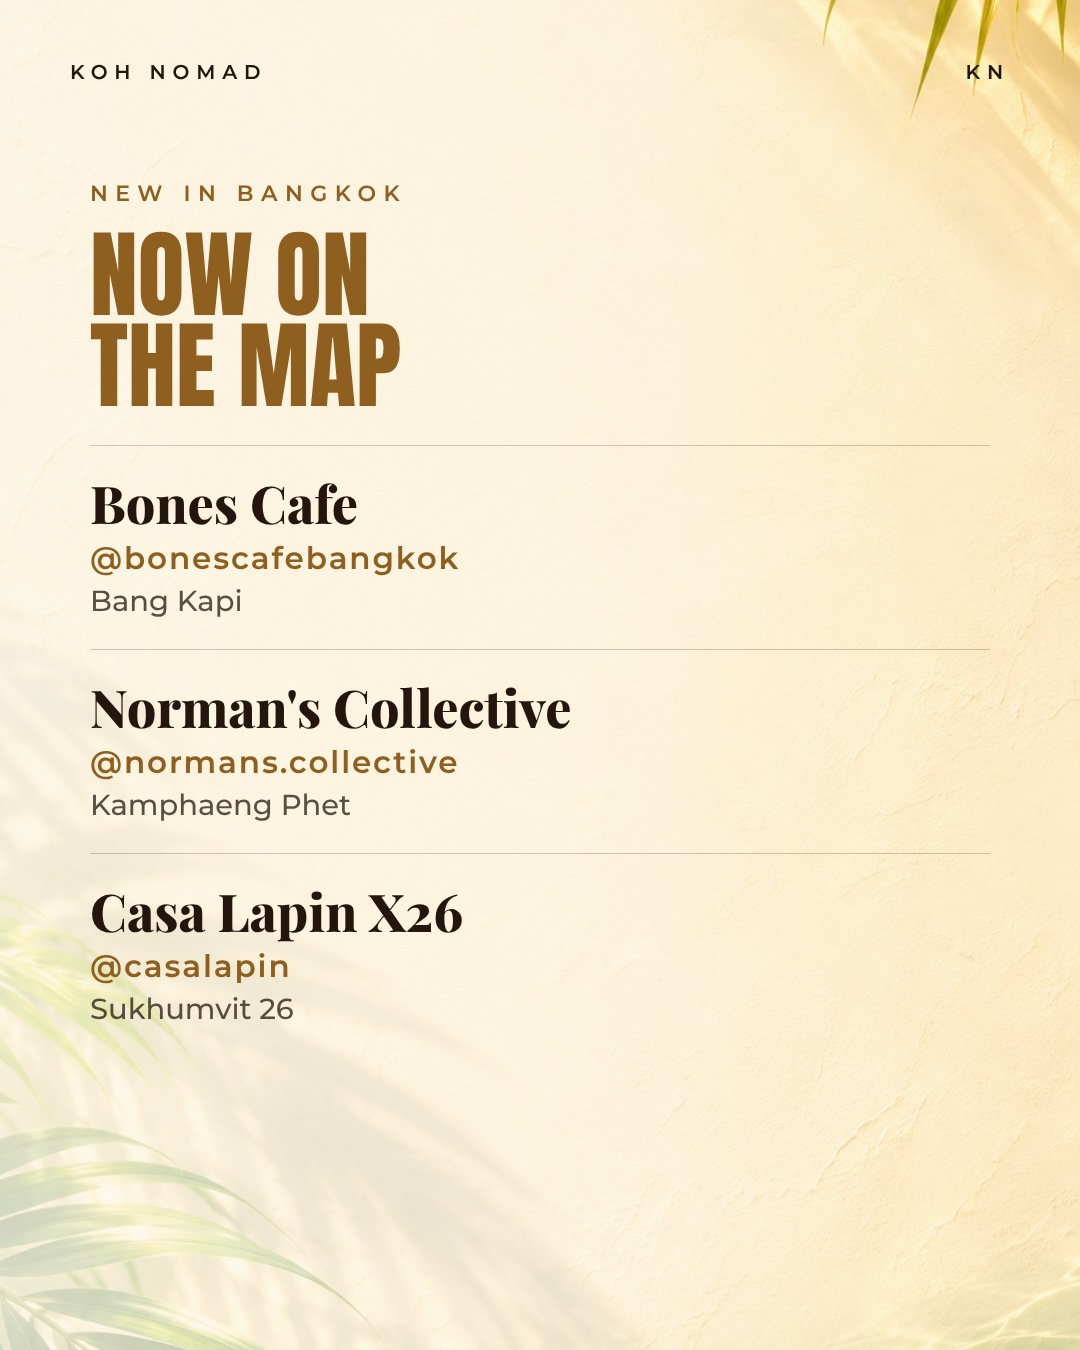 KOH NOMAD
KN
NEW IN BANGKOK
NOW ON
THE MAP
Bones Cafe
@bonescafebangkok
Bang Kapi
Norman's Collective
@normans.collective
Kamphaeng Phet
Casa Lapin X26
@casalapin
Sukhumvit 26